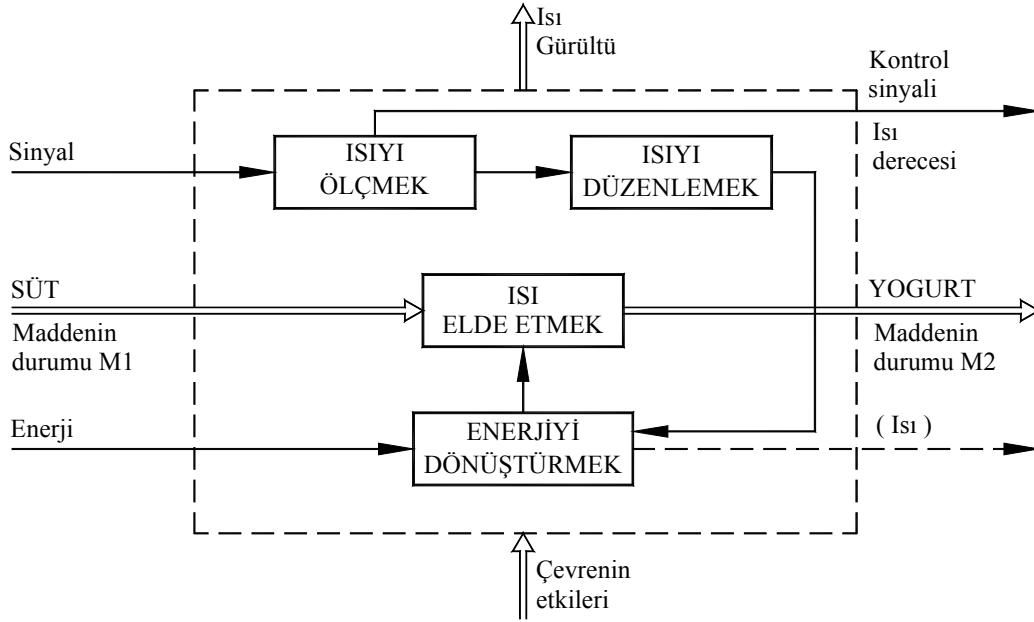 Isı
Gürültü
Kontrol
sinyali
Isı
derecesi
Sinyal
ISIYI
ÖLÇMEK
ISIYI
DÜZENLEMEK
SÜT
Maddenin
durumu M1
ISI
ELDE ETMEK
YOGURT
Maddenin
durumu M2
Enerji
ENERJİYİ
DÖNÜŞTÜRMEK
( Isı )
Çevrenin
etkileri